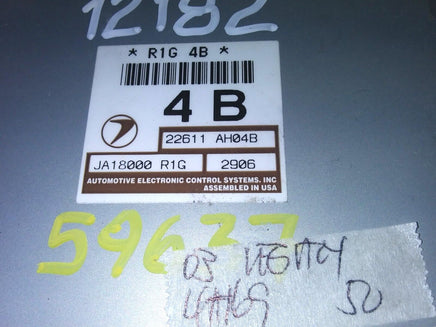 12182
* R1G 4B *
4B
22611 AH04B
JA18000 R1G 2906
AUTOMOTIVE ELECTRONIC CONTROL SYSTEMS. INC
ASSEMBLED IN USA
59637
03 LEGACY
50